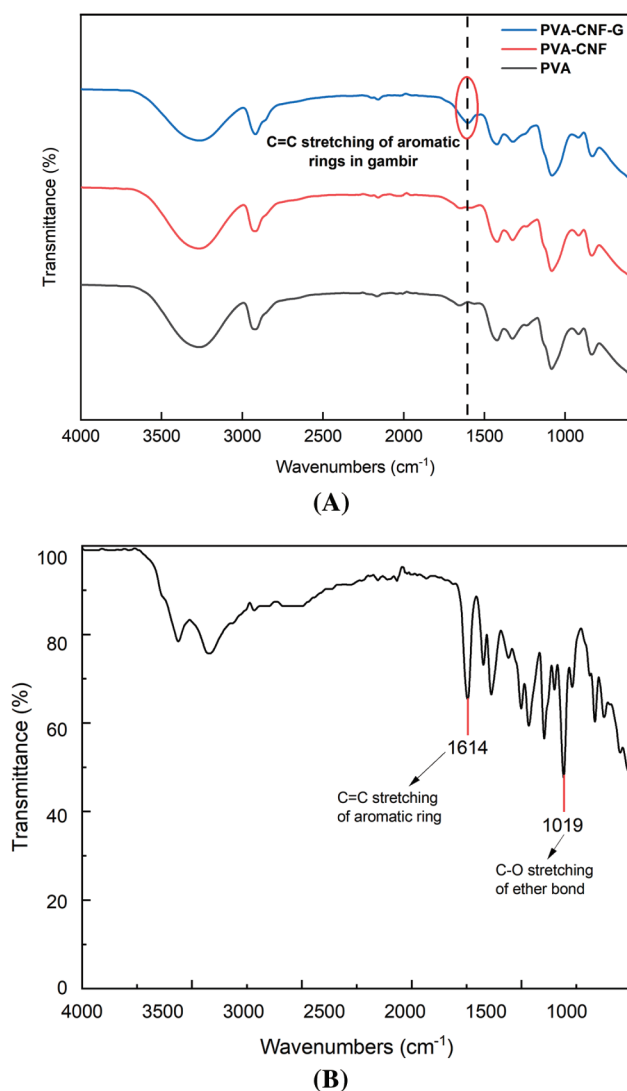 PVA-CNF-G
PVA-CNF
PVA
C=C stretching of aromatic
rings in gambir
Transmittance (%)
4000 3500 3000 2500 2000 1500 1000
Wavenumbers (cm-1)
(A)
100
80
60
40
20
0
Transmittance (%)
1614
C=C stretching
of aromatic ring
1019
C-O stretching
of ether bond
4000 3000 2000 1500 1000
Wavenumbers (cm-1)
(B)